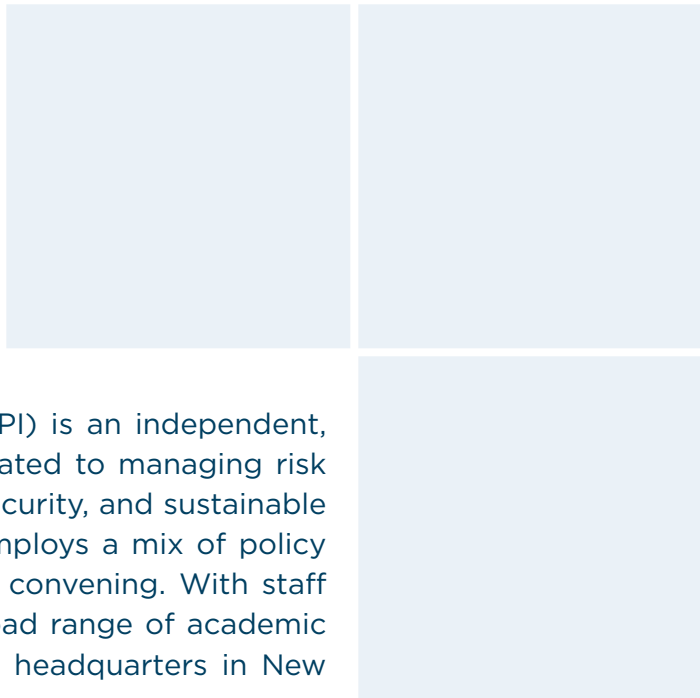 PI) is an independent,
ated to managing risk
curity, and sustainable
mploys a mix of policy
convening. With staff
ad range of academic
headquarters in New